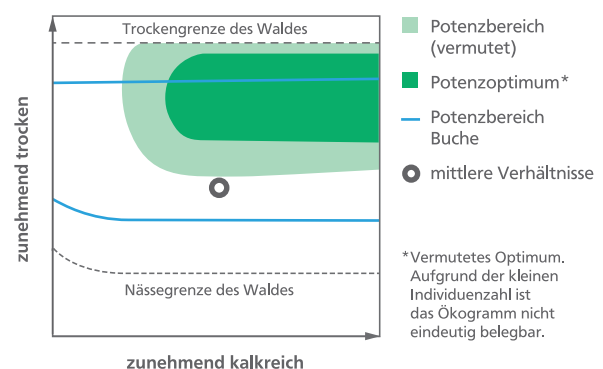 Trockengrenze des Waldes
Nässegrenze des Waldes
zunehmend trocken
zunehmend kalkreich
Potenzbereich
(vermutet)
Potenzoptimum*
Potenzbereich
Buche
mittlere Verhältnisse
*Vermutetes Optimum.
Aufgrund der kleinen
Individuenzahl ist
das Ökogramm nicht
eindeutig belegbar.